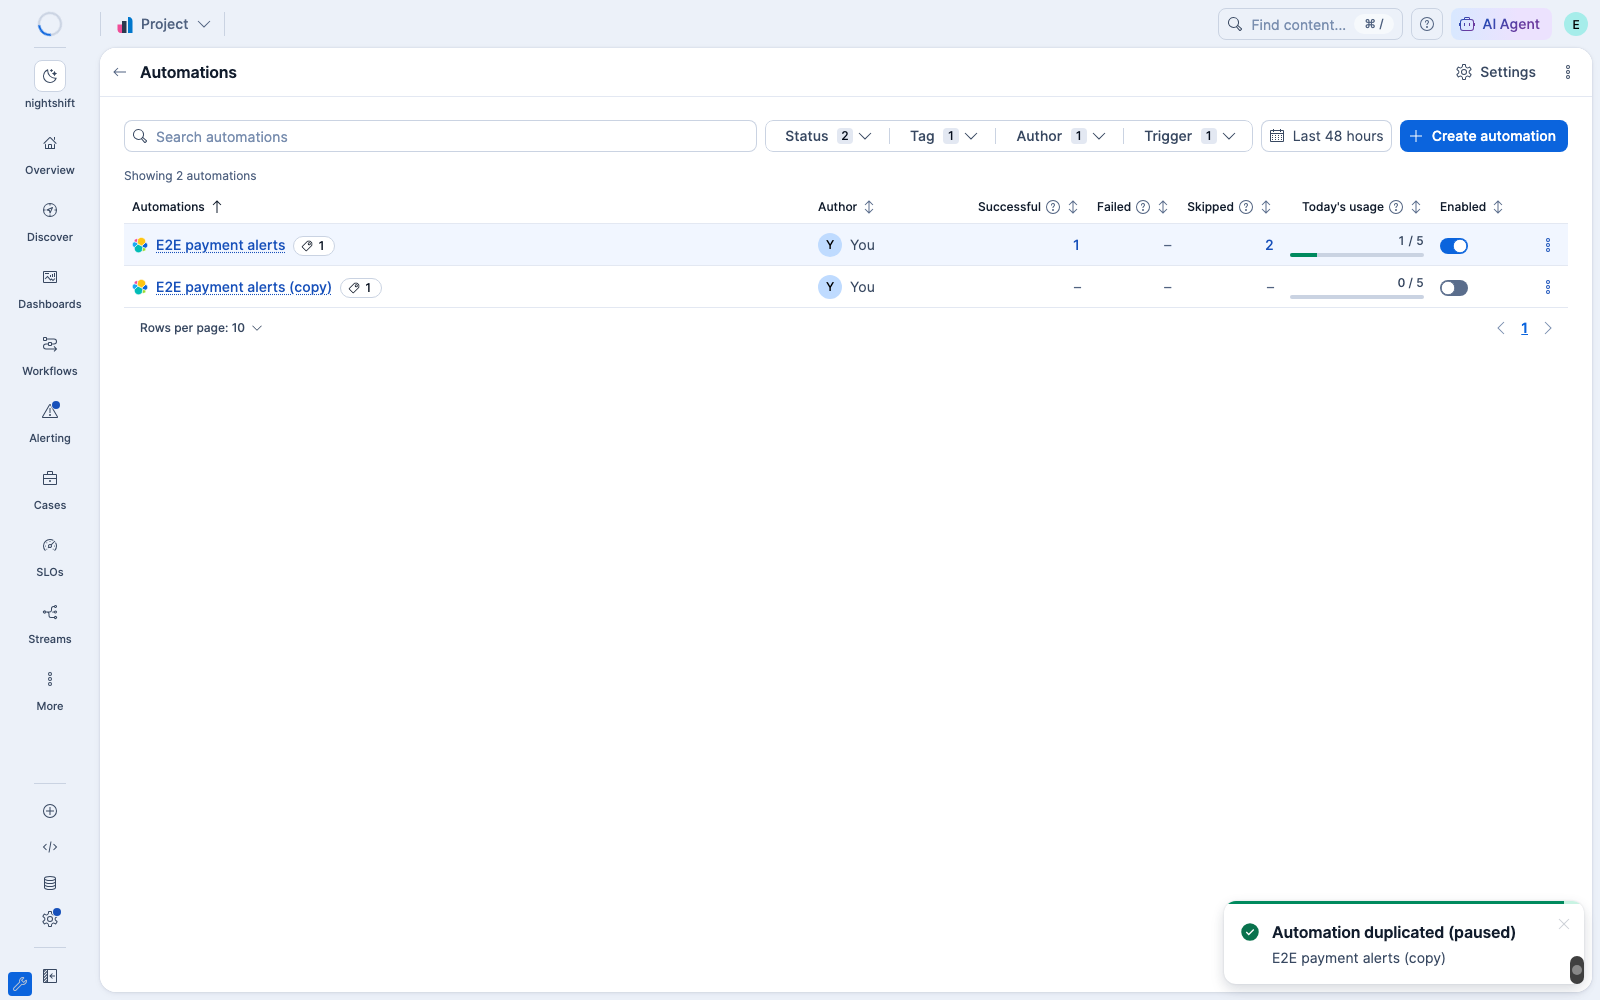 Project
Find content...
⌘ /
AI Agent
E
nightshift
Overview
Discover
Dashboards
Workflows
Alerting
Cases
SLOs
Streams
More
Automations
Settings
Search automations
Status 2
Tag 1
Author 1
Trigger 1
Last 48 hours
Create automation
Showing 2 automations
Automations Author Successful Failed Skipped Today's usage Enabled
E2E payment alerts 1 Y You 1 – 2 1 / 5
E2E payment alerts (copy) 1 Y You – – – 0 / 5
Rows per page: 10
1
Automation duplicated (paused)
E2E payment alerts (copy)